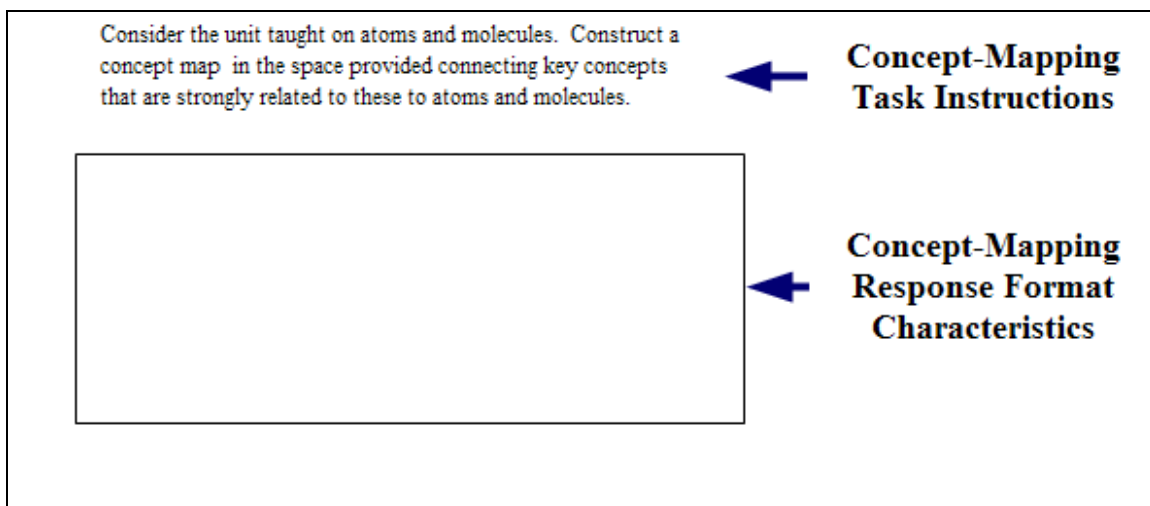 Consider the unit taught on atoms and molecules.  Construct a
concept map  in the space provided connecting key concepts
that are strongly related to these to atoms and molecules.
Concept-Mapping
Task Instructions
Concept-Mapping
Response Format
Characteristics